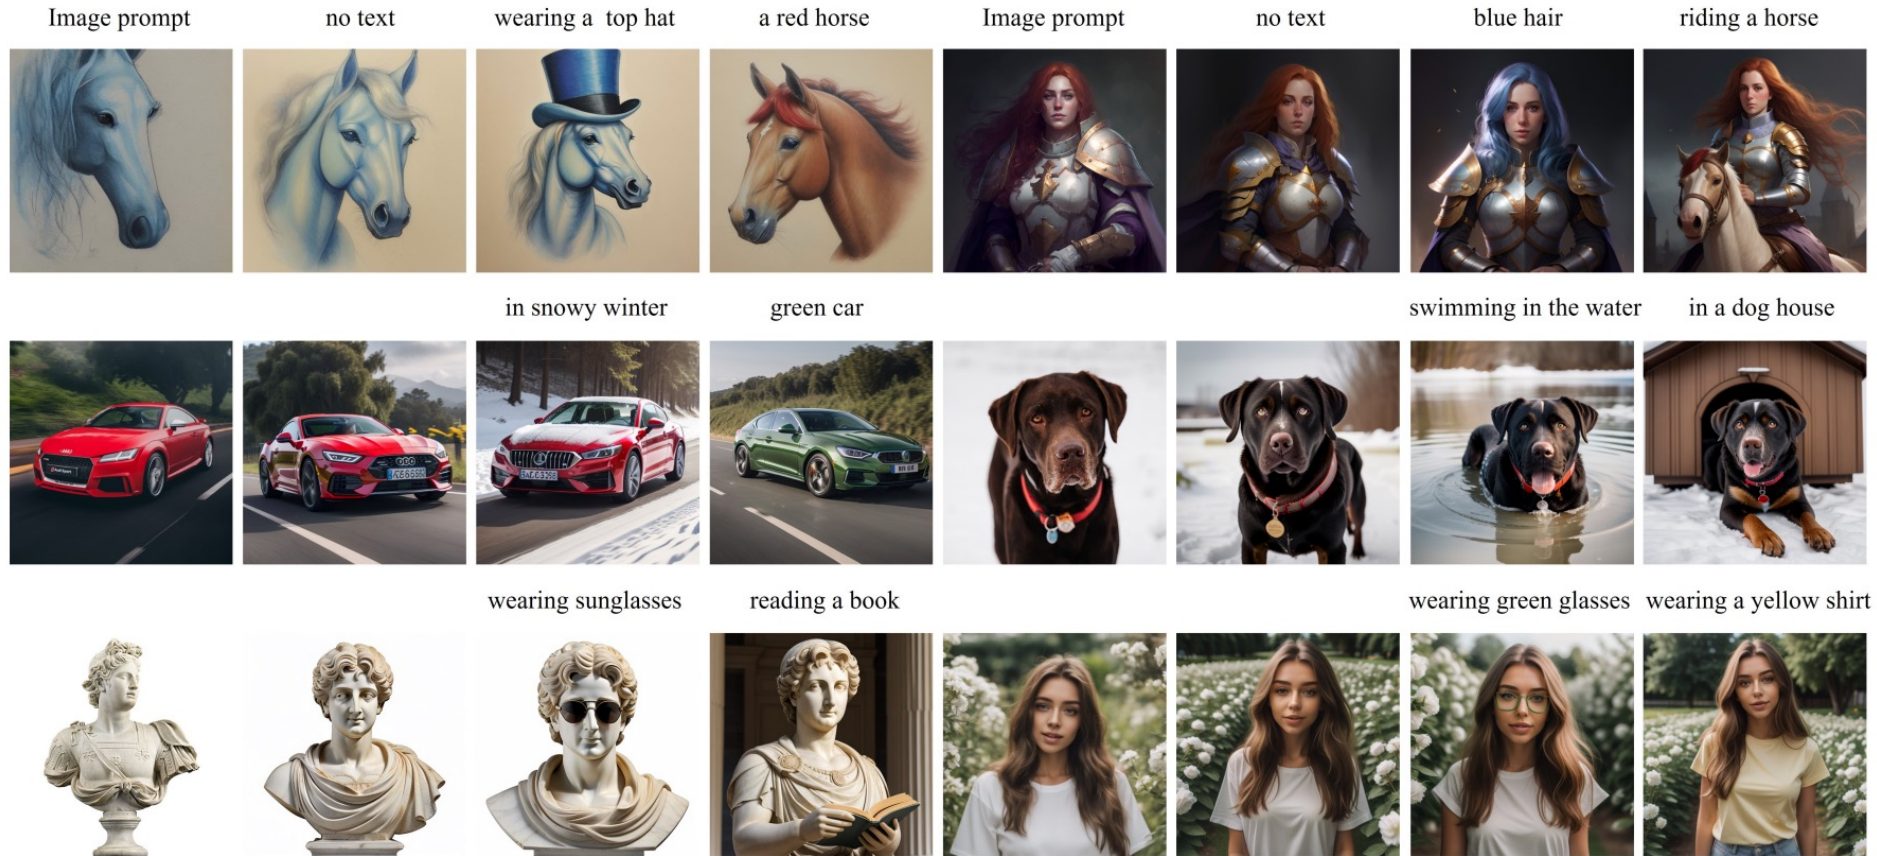 Image prompt
no text
wearing a top hat
a red horse
Image prompt
no text
blue hair
riding a horse
in snowy winter
green car
swimming in the water
in a dog house
wearing sunglasses
reading a book
wearing green glasses
wearing a yellow shirt